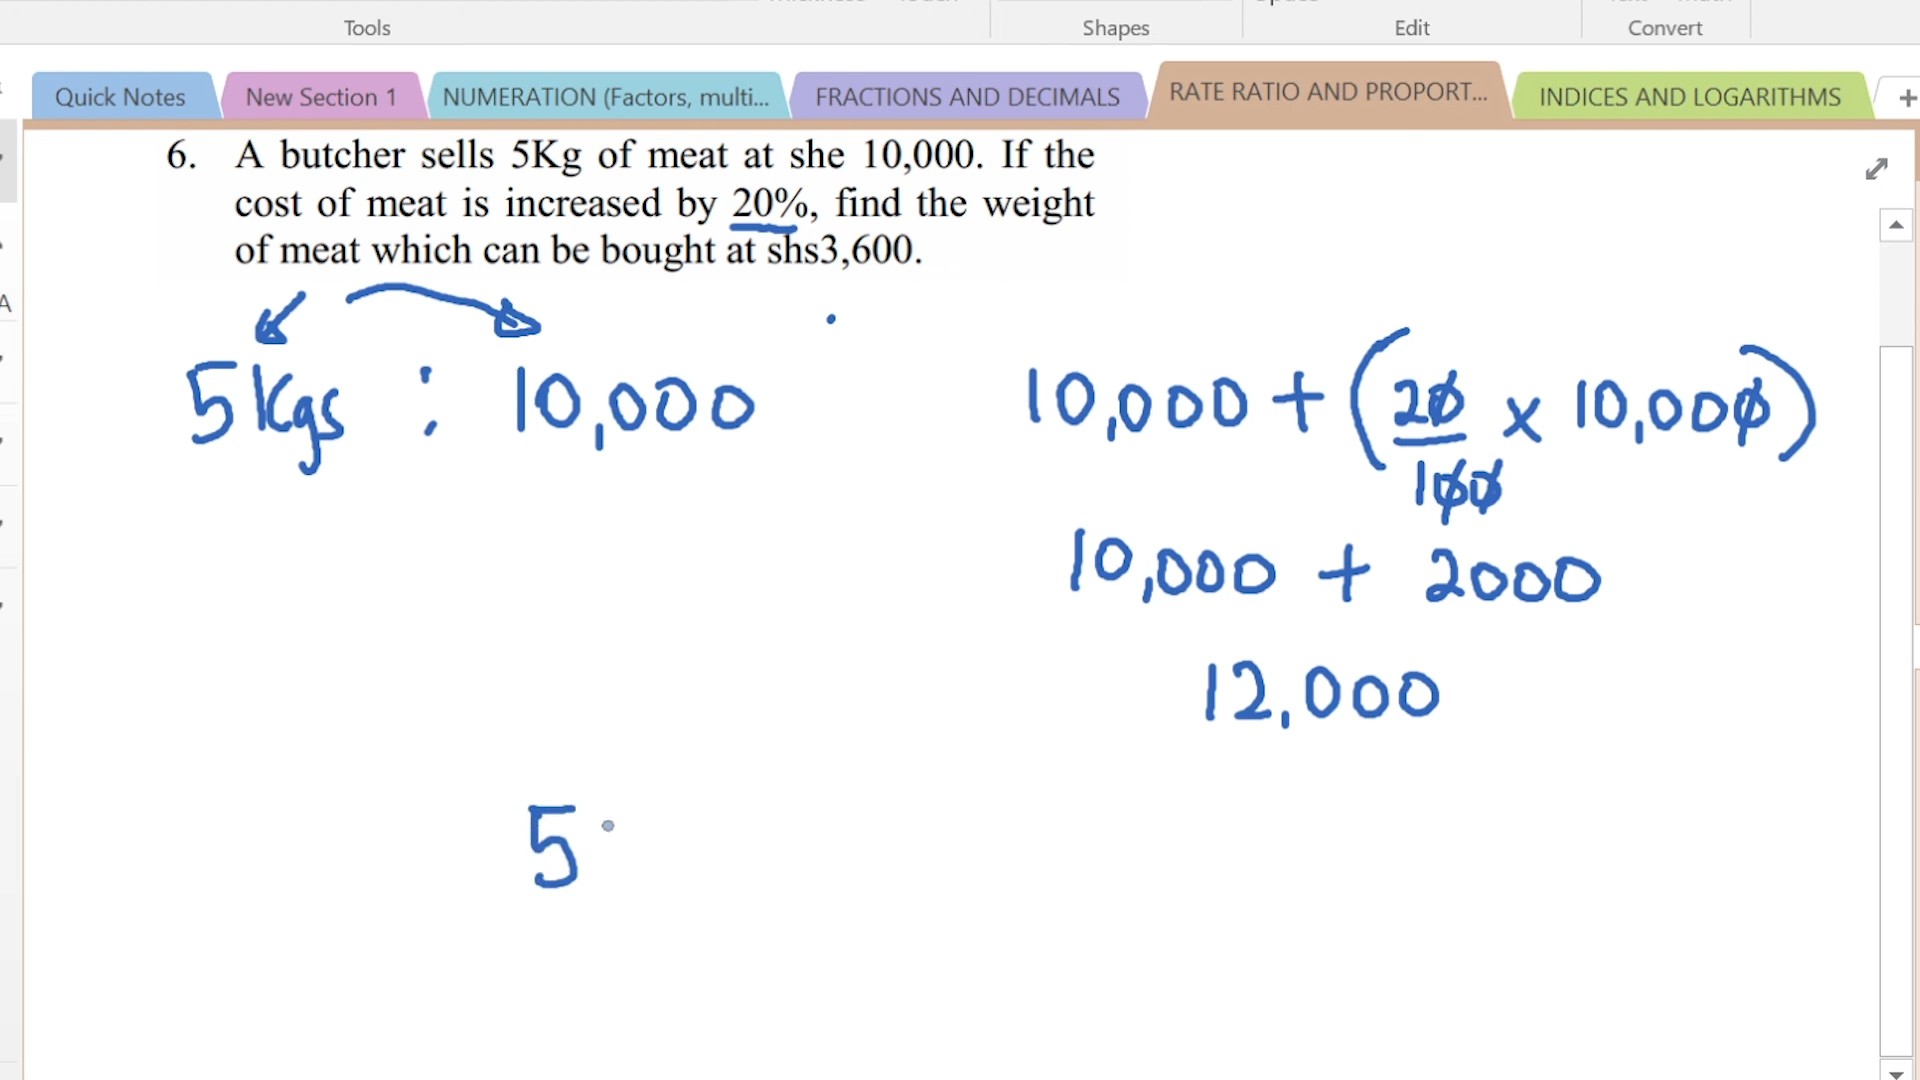 Tools Shapes Edit Convert
Quick Notes New Section 1 NUMERATION (Factors, multi... FRACTIONS AND DECIMALS RATE RATIO AND PROPORT... INDICES AND LOGARITHMS +
6. A butcher sells 5Kg of meat at she 10,000. If the
cost of meat is increased by 20%, find the weight
of meat which can be bought at shs3,600.
5Kgs : 10,000
10,000 + (20/100 x 10,000)
10,000 + 2000
12,000
5